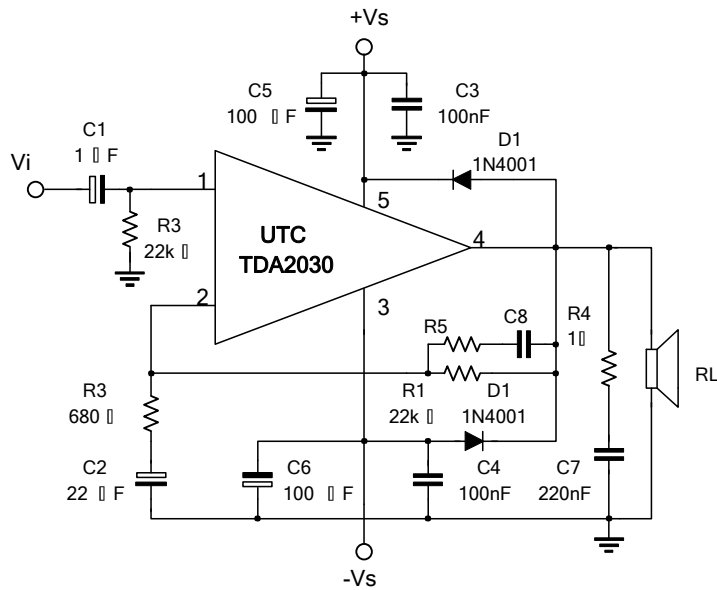 +Vs
C5
100 ▯ F
C3
100nF
C1
1 ▯ F
D1
1N4001
Vi
1
5
R3
22k ▯
UTC
TDA2030
4
2
3
R5
C8
R4
1▯
R3
680 ▯
R1
22k ▯
D1
1N4001
RL
C2
22 ▯ F
C6
100 ▯ F
C4
100nF
C7
220nF
-Vs